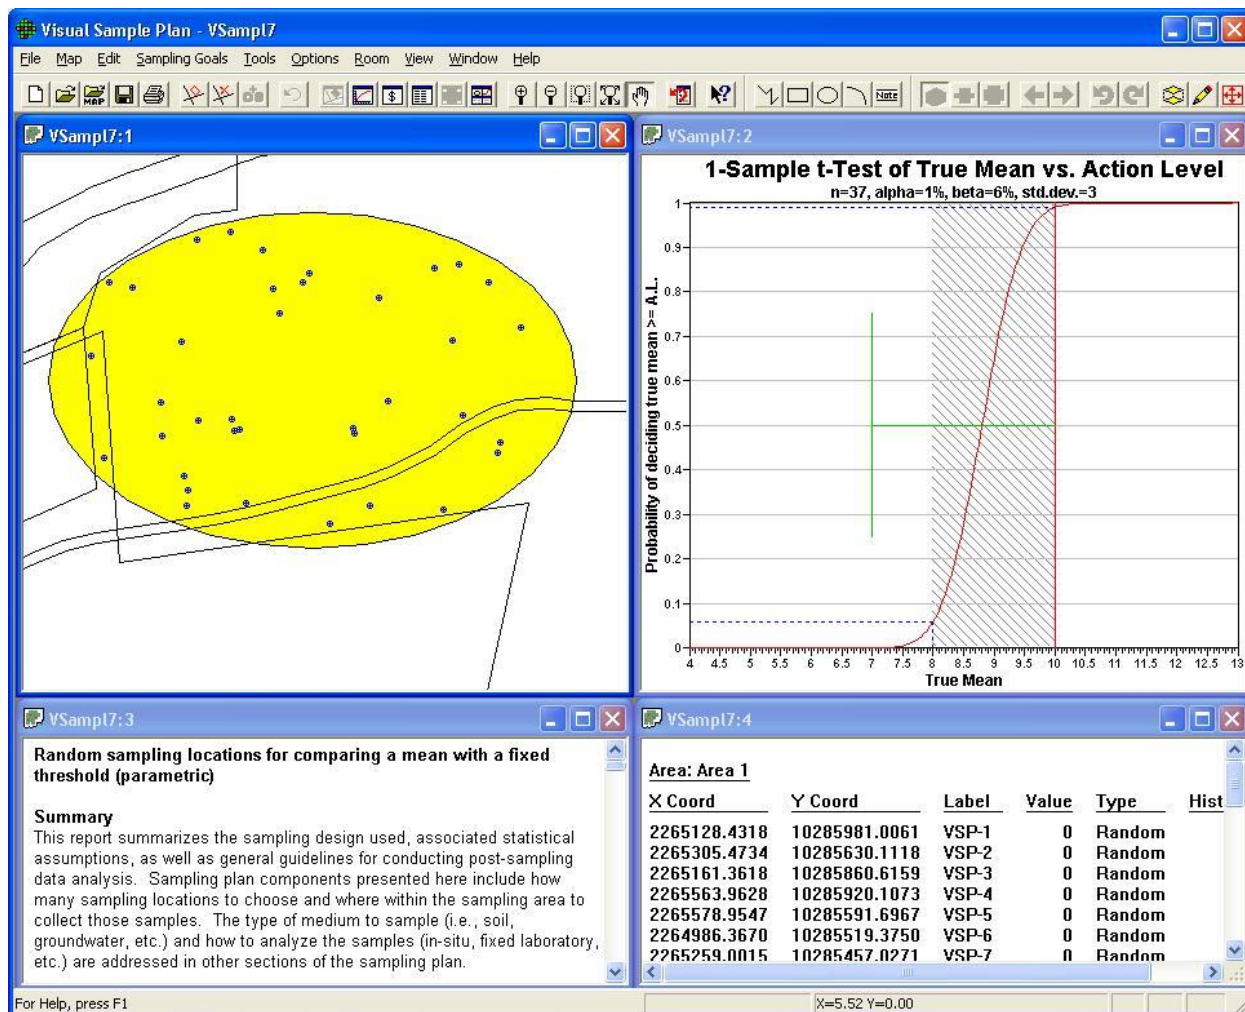 Visual Sample Plan - VSampl7
File Map Edit Sampling Goals Tools Options Room View Window Help
MAP
$
Note
VSampl7:1
VSampl7:2
1-Sample t-Test of True Mean vs. Action Level
n=37, alpha=1%, beta=6%, std.dev.=3
Probability of deciding true mean >= A.L.
1
0.9
0.8
0.7
0.6
0.5
0.4
0.3
0.2
0.1
0
4 4.5 5 5.5 6 6.5 7 7.5 8 8.5 9 9.5 10 10.5 11 11.5 12 12.5 13
True Mean
VSampl7:3
Random sampling locations for comparing a mean with a fixed
threshold (parametric)
Summary
This report summarizes the sampling design used, associated statistical
assumptions, as well as general guidelines for conducting post-sampling
data analysis. Sampling plan components presented here include how
many sampling locations to choose and where within the sampling area to
collect those samples. The type of medium to sample (i.e., soil,
groundwater, etc.) and how to analyze the samples (in-situ, fixed laboratory,
etc.) are addressed in other sections of the sampling plan.
VSampl7:4
Area: Area 1
X Coord Y Coord Label Value Type Hist
2265128.4318 10285981.0061 VSP-1 0 Random
2265305.4734 10285630.1118 VSP-2 0 Random
2265161.3618 10285860.6159 VSP-3 0 Random
2265563.9628 10285920.1073 VSP-4 0 Random
2265578.9547 10285591.6967 VSP-5 0 Random
2264986.3670 10285519.3750 VSP-6 0 Random
2265259.0015 10285457.0271 VSP-7 0 Random
For Help, press F1
X=5.52 Y=0.00